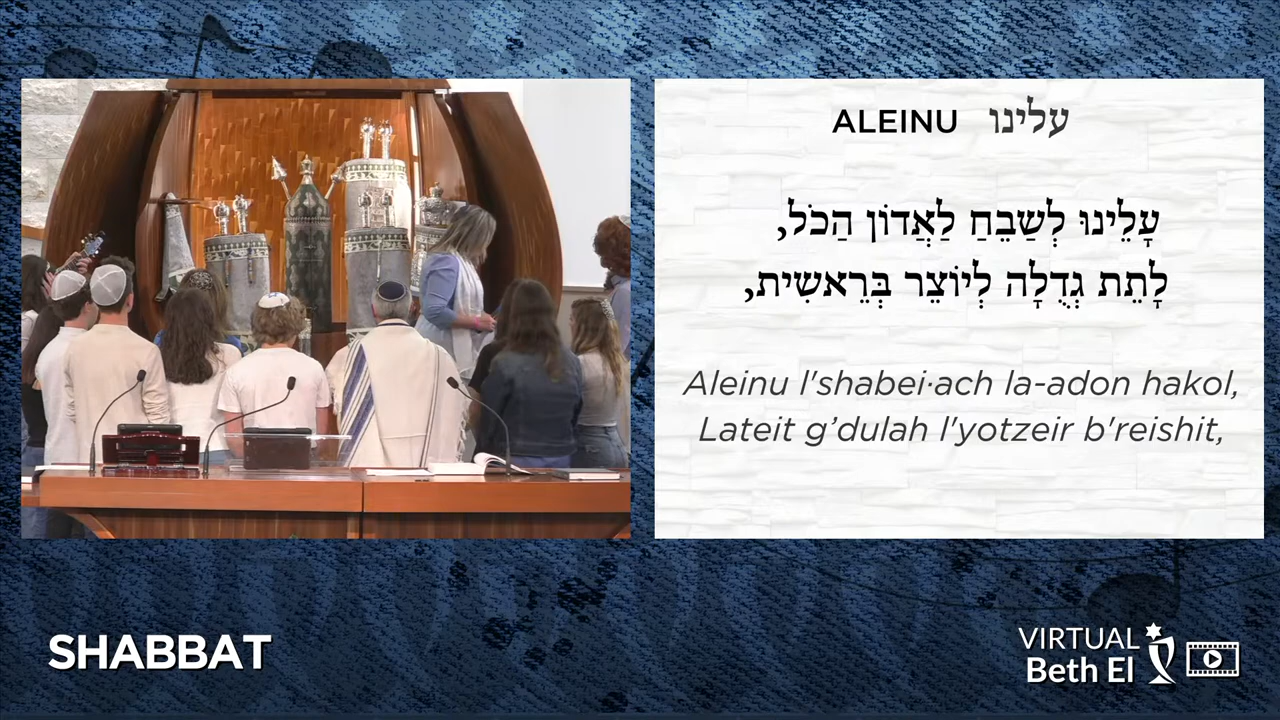 ALEINU עלינו
עָלֵינוּ לְשַׁבֵּחַ לַאֲדוֹן הַכֹּל,
לָתֵת גְּדֻלָּה לְיוֹצֵר בְּרֵאשִׁית,
Aleinu l'shabei·ach la-adon hakol,
Lateit g’dulah l'yotzeir b'reishit,
SHABBAT
VIRTUAL
Beth El